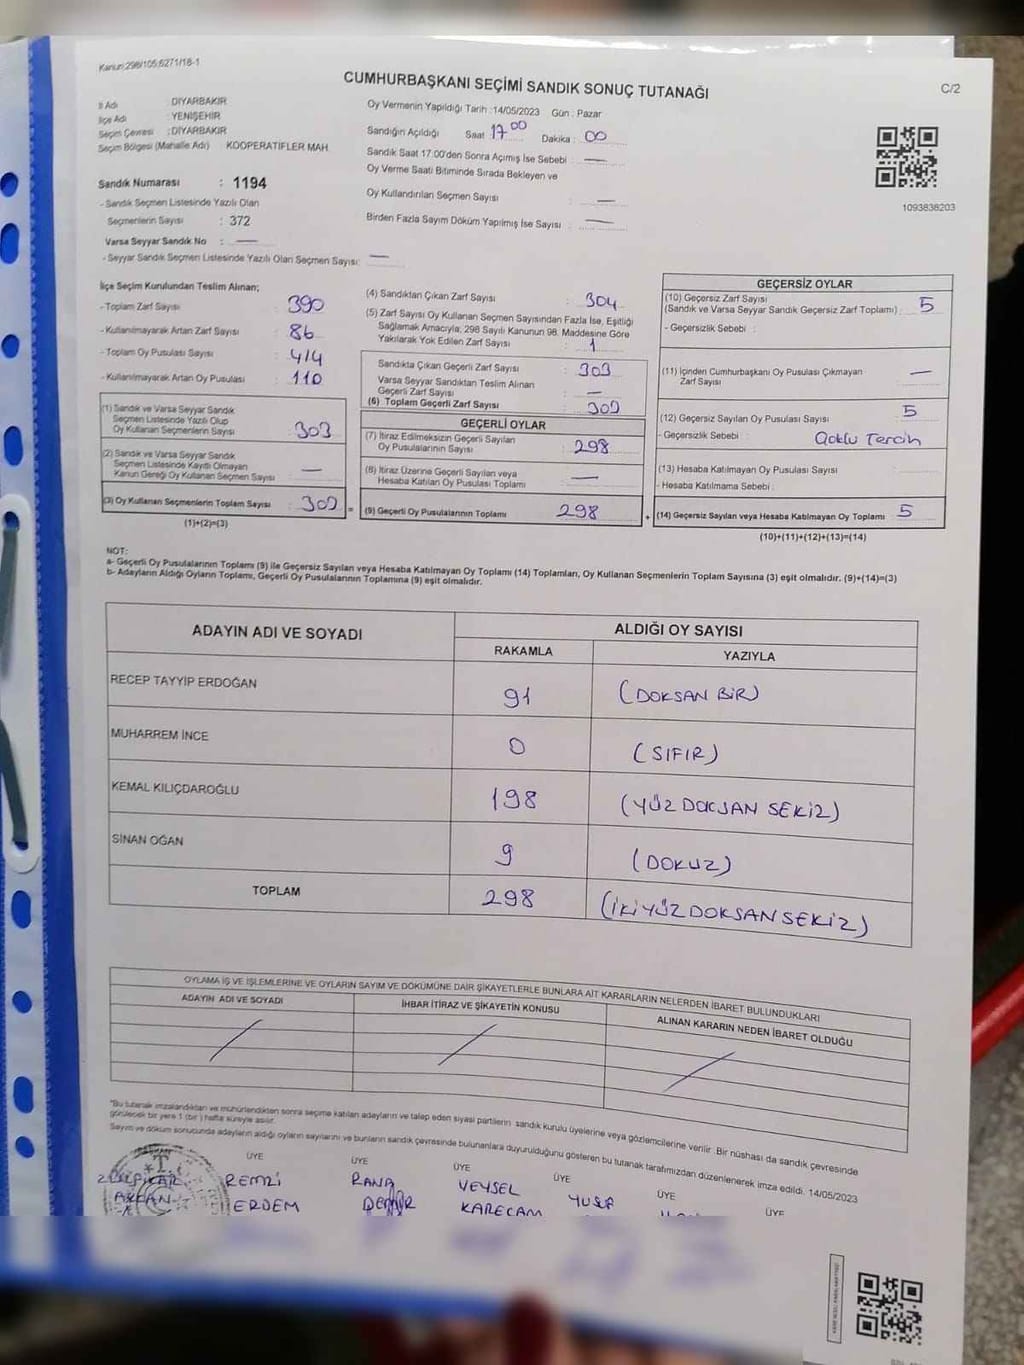 Kanun:298/105;6271/18-1
CUMHURBAŞKANI SEÇİMİ SANDIK SONUÇ TUTANAĞI
C/2
İl Adı : DİYARBAKIR
İlçe Adı : YENİŞEHİR
Seçim Çevresi : DİYARBAKIR
Seçim Bölgesi (Mahalle Adı) KOOPERATİFLER MAH.
Sandık Numarası : 1194
- Sandık Seçmen Listesinde Yazılı Olan
Seçmenlerin Sayısı : 372
Varsa Seyyar Sandık No : —
- Seyyar Sandık Seçmen Listesinde Yazılı Olan Seçmen Sayısı: —
Oy Vermenin Yapıldığı Tarih :14/05/2023 Gün : Pazar
Sandığın Açıldığı Saat 17 00 Dakika : 00
Sandık Saat 17.00'den Sonra Açımış İse Sebebi : —
Oy Verme Saati Bitiminde Sırada Bekleyen ve
Oy Kullandırılan Seçmen Sayısı : —
Birden Fazla Sayım Döküm Yapılmış İse Sayısı : —
1093838203
İlçe Seçim Kurulundan Teslim Alınan;
- Toplam Zarf Sayısı : 390
- Kullanılmayarak Artan Zarf Sayısı : 86
- Toplam Oy Pusulası Sayısı : 414
- Kullanılmayarak Artan Oy Pusulası : 110
(1) Sandık ve Varsa Seyyar Sandık
Seçmen Listesinde Yazılı Olup
Oy Kullanan Seçmenlerin Sayısı : 303
(2) Sandık ve Varsa Seyyar Sandık
Seçmen Listesinde Kayıtlı Olmayan
Kanun Gereği Oy Kullanan Seçmen Sayısı : —
(3) Oy Kullanan Seçmenlerin Toplam Sayısı : 303 =
(1)+(2)=(3)
(4) Sandıktan Çıkan Zarf Sayısı : 304
(5) Zarf Sayısı Oy Kullanan Seçmen Sayısından Fazla İse, Eşitliği
Sağlamak Amacıyla; 298 Sayılı Kanunun 98. Maddesine Göre
Yakılarak Yok Edilen Zarf Sayısı : 1
Sandıkta Çıkan Geçerli Zarf Sayısı : 303
Varsa Seyyar Sandıktan Teslim Alınan
Geçerli Zarf Sayısı : —
(6) Toplam Geçerli Zarf Sayısı : 303
GEÇERLİ OYLAR
(7) İtiraz Edilmeksizin Geçerli Sayılan
Oy Pusulalarının Sayısı : 298
(8) İtiraz Üzerine Geçerli Sayılan veya
Hesaba Katılan Oy Pusulası Toplamı : —
(9) Geçerli Oy Pusulalarının Toplamı : 298 +
GEÇERSİZ OYLAR
(10) Geçersiz Zarf Sayısı
(Sandık ve Varsa Seyyar Sandık Geçersiz Zarf Toplamı) : 5
- Geçersizlik Sebebi :
(11) İçinden Cumhurbaşkanı Oy Pusulası Çıkmayan
Zarf Sayısı : —
(12) Geçersiz Sayılan Oy Pusulası Sayısı : 5
- Geçersizlik Sebebi : Çoklu Tercih
(13) Hesaba Katılmayan Oy Pusulası Sayısı
- Hesaba Katılmama Sebebi :
(14) Geçersiz Sayılan veya Hesaba Katılmayan Oy Toplamı : 5
(10)+(11)+(12)+(13)=(14)
NOT:
a- Geçerli Oy Pusulalarının Toplamı (9) ile Geçersiz Sayılan veya Hesaba Katılmayan Oy Toplamı (14) Toplamları, Oy Kullanan Seçmenlerin Toplam Sayısına (3) eşit olmalıdır. (9)+(14)=(3)
b- Adayların Aldığı Oyların Toplamı, Geçerli Oy Pusulalarının Toplamına (9) eşit olmalıdır.
ADAYIN ADI VE SOYADI
ALDIĞI OY SAYISI
RAKAMLA YAZIYLA
RECEP TAYYİP ERDOĞAN 91 (DOKSAN BİR)
MUHARREM İNCE 0 (SIFIR)
KEMAL KILIÇDAROĞLU 198 (YÜZ DOKSAN SEKİZ)
SİNAN OĞAN 9 (DOKUZ)
TOPLAM 298 (İKİYÜZ DOKSAN SEKİZ)
OYLAMA İŞ VE İŞLEMLERİNE VE OYLARIN SAYIM VE DÖKÜMÜNE DAİR ŞİKAYETLERLE BUNLARA AİT KARARLARIN NELERDEN İBARET BULUNDUKLARI
ADAYIN ADI VE SOYADI
İHBAR İTİRAZ VE ŞİKAYETİN KONUSU
ALINAN KARARIN NEDEN İBARET OLDUĞU
*Bu tutanak imzalandıktan ve mühürlendikten sonra seçime katılan adayların ve talep eden siyasi partilerin sandık kurulu üyelerine veya gözlemcilerine verilir. Bir nüshası da sandık çevresinde
görülecek bir yere 1 (bir) hafta süreyle asılır.
Sayım ve döküm sonucunda adayların aldığı oyların sayılarını ve bunların sandık çevresinde bulunanlara duyurulduğunu gösteren bu tutanak tarafımızdan düzenlenerek imza edildi. 14/05/2023
ÜYE ÜYE ÜYE ÜYE ÜYE ÜYE
REMZİ VEYSEL YUSUF
ERDEM DEMİR KARECAM
T.C.